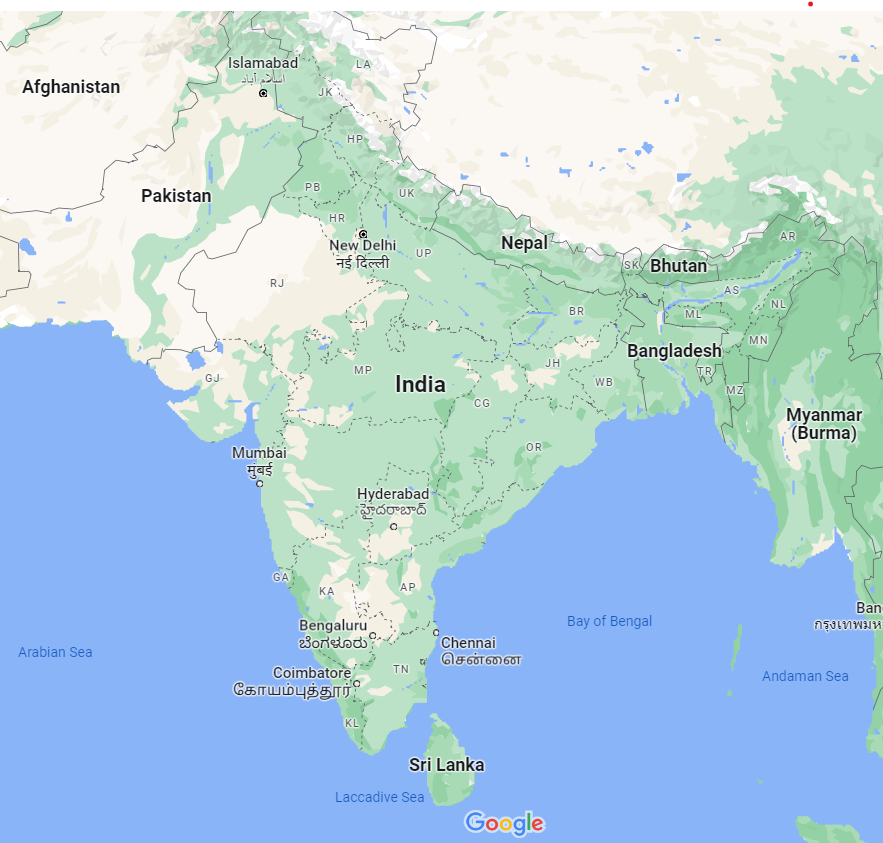 Islamabad
اسلام آباد
LA
Afghanistan
JK
HP
Pakistan
PB
UK
HR
New Delhi
नई दिल्ली
UP
Nepal
AR
SK
Bhutan
RJ
AS
NL
BR
ML
MN
Bangladesh
JH
TR
MP
GJ
India
WB
MZ
CG
Myanmar
(Burma)
OR
Mumbai
मुंबई
Hyderabad
హైదరాబాద్
GA
KA
AP
Ban
กรุงเทพมห
Bay of Bengal
Bengaluru
ಬೆಂಗಳೂರು
Chennai
சென்னை
Arabian Sea
Coimbatore
கோயம்புத்தூர்
TN
Andaman Sea
KL
Sri Lanka
Laccadive Sea
Google